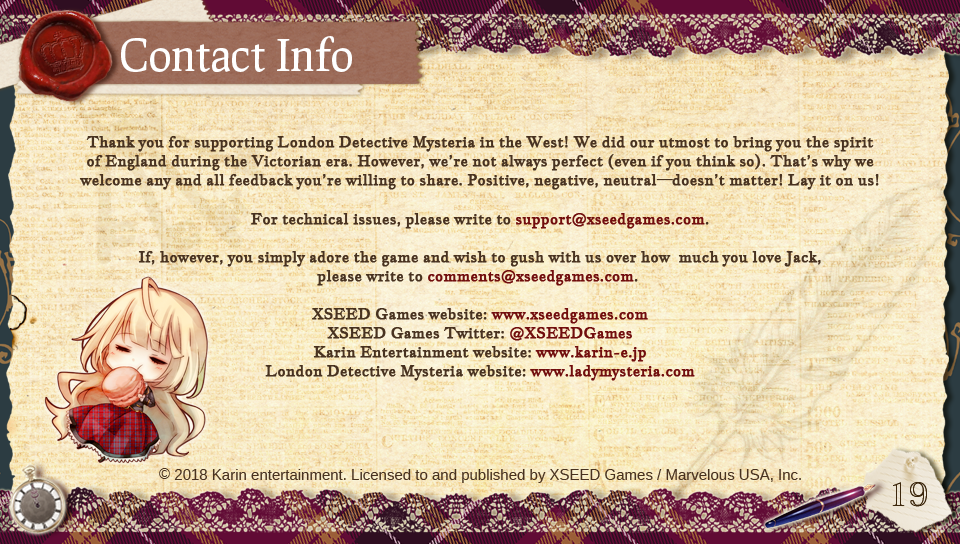 Contact Info
Thank you for supporting London Detective Mysteria in the West! We did our utmost to bring you the spirit
of England during the Victorian era. However, we're not always perfect (even if you think so). That's why we
welcome any and all feedback you're willing to share. Positive, negative, neutral—doesn't matter! Lay it on us!
For technical issues, please write to support@xseedgames.com.
If, however, you simply adore the game and wish to gush with us over how much you love Jack,
please write to comments@xseedgames.com.
XSEED Games website: www.xseedgames.com
XSEED Games Twitter: @XSEEDGames
Karin Entertainment website: www.karin-e.jp
London Detective Mysteria website: www.ladymysteria.com
© 2018 Karin entertainment. Licensed to and published by XSEED Games / Marvelous USA, Inc.
19